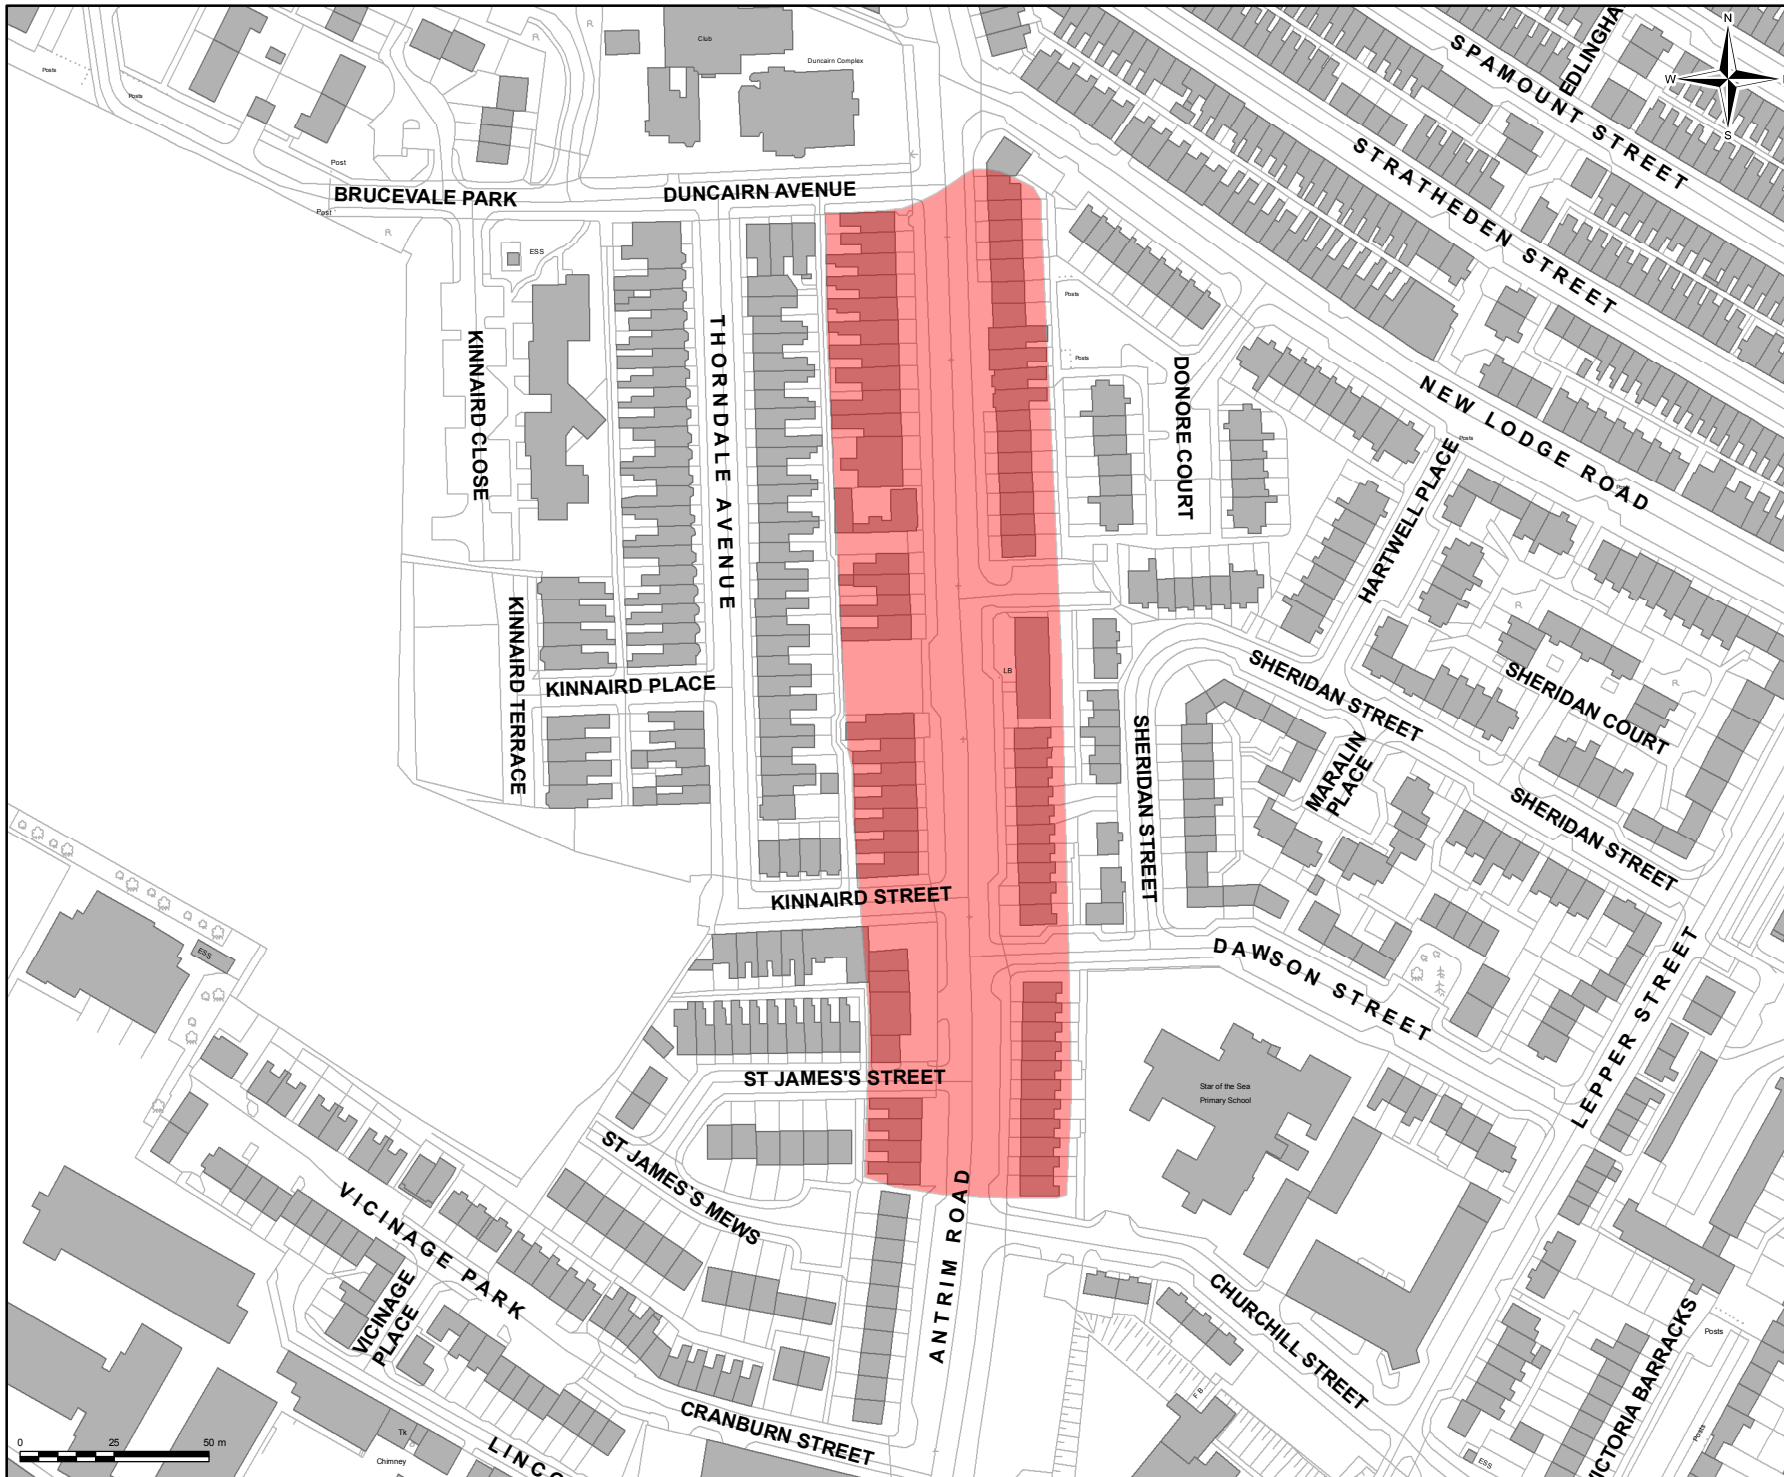 EDLINGHA
SPAMOUNT STREET
N
W
S
Club
Duncairn Complex
Posts
Posts
STRATHEDEN STREET
Post
BRUCEVALE PARK
DUNCAIRN AVENUE
Post
ESS
Posts
Posts
KINNAIRD CLOSE
THORNDALE AVENUE
DONORE COURT
NEW LODGE ROAD
Posts
HARTWELL PLACE
KINNAIRD TERRACE
KINNAIRD PLACE
LB
SHERIDAN STREET
SHERIDAN COURT
SHERIDAN STREET
MARALIN
PLACE
SHERIDAN STREET
KINNAIRD STREET
DAWSON STREET
LEPPER STREET
ESS
ST JAMES'S STREET
Star of the Sea
Primary School
ST JAMES'S MEWS
ANTRIM ROAD
VICINAGE PARK
VICINAGE
PLACE
CHURCHILL STREET
VICTORIA BARRACKS
Posts
FB
CRANBURN STREET
Posts
ESS
0 25 50 m
Tk
Chimney
LINCO